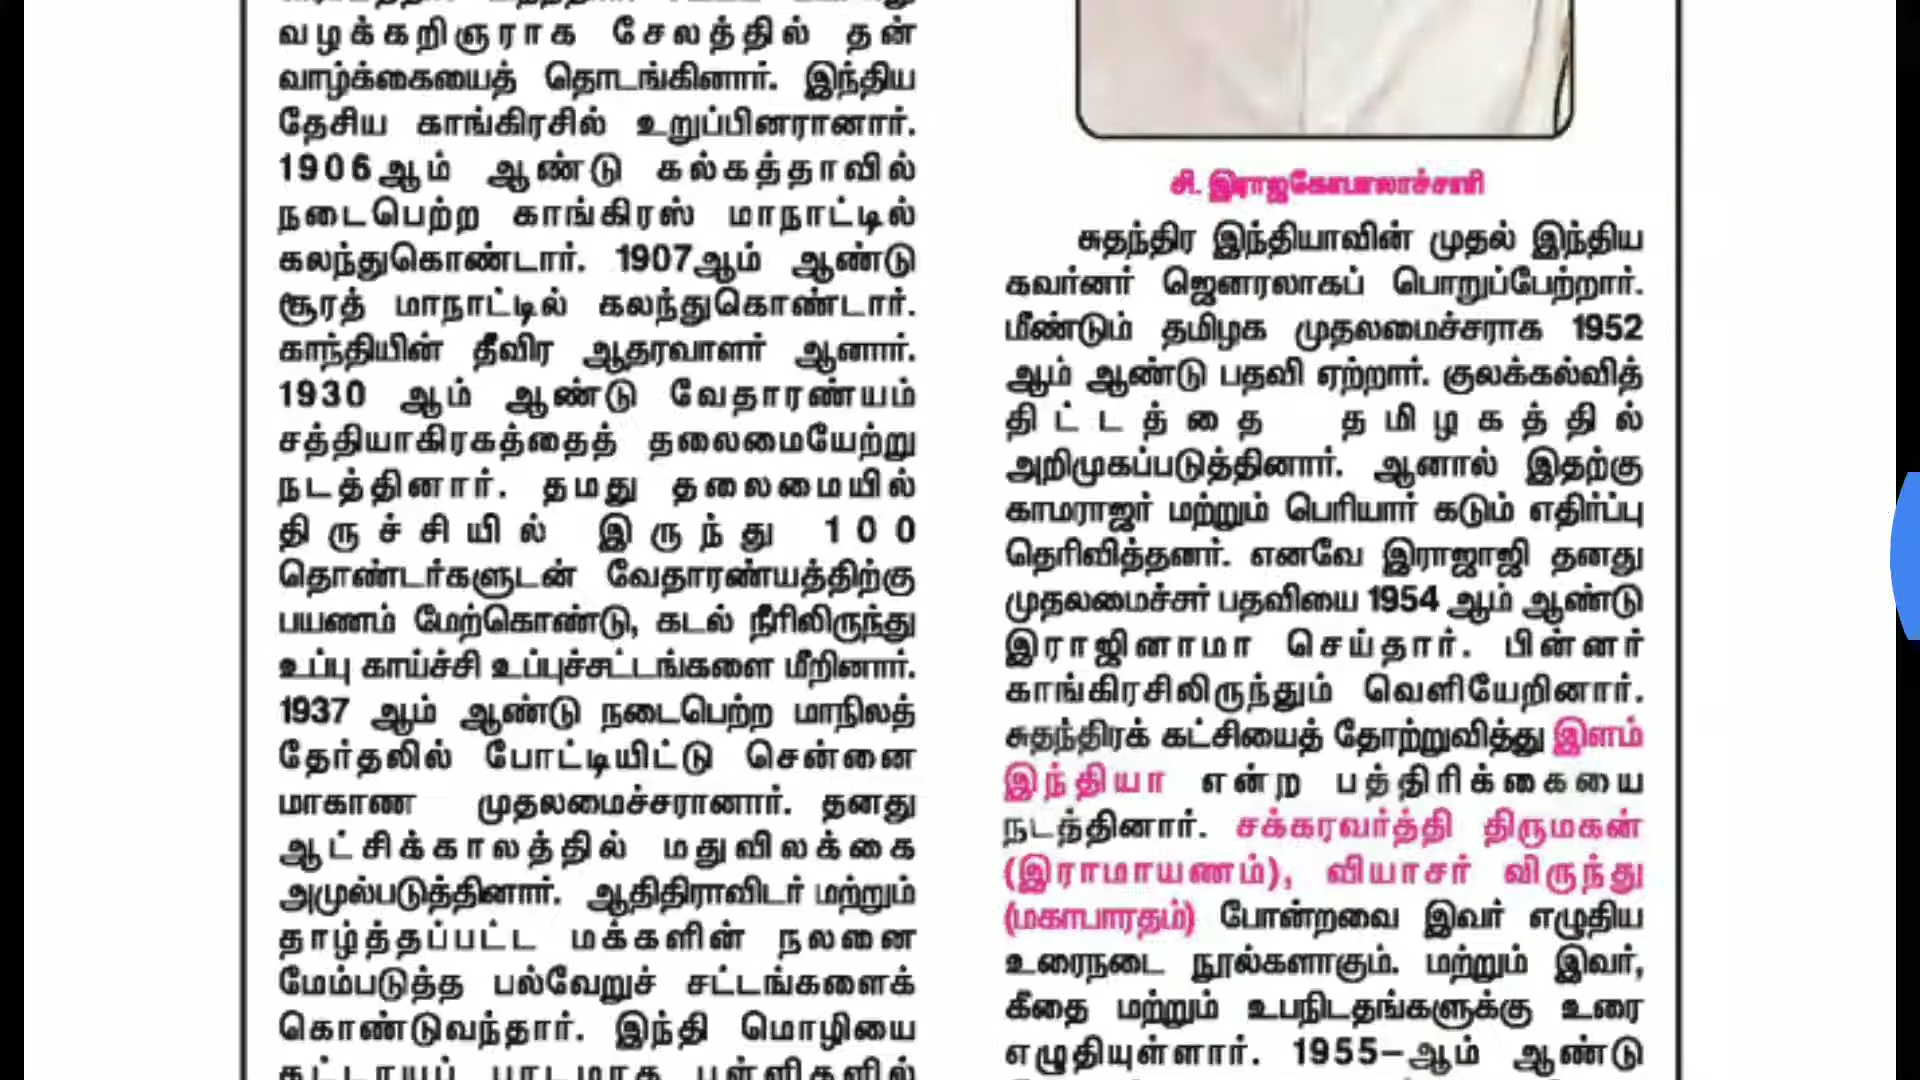 வழக்கறிஞராக சேலத்தில் தன்
வாழ்க்கையைத் தொடங்கினார். இந்திய
தேசிய காங்கிரசில் உறுப்பினரானார்.
1906ஆம் ஆண்டு கல்கத்தாவில்
நடைபெற்ற காங்கிரஸ் மாநாட்டில்
கலந்துகொண்டார். 1907ஆம் ஆண்டு
சூரத் மாநாட்டில் கலந்துகொண்டார்.
காந்தியின் தீவிர ஆதரவாளர் ஆனார்.
1930 ஆம் ஆண்டு வேதாரண்யம்
சத்தியாகிரகத்தைத் தலைமையேற்று
நடத்தினார். தமது தலைமையில்
திருச்சியில் இருந்து 100
தொண்டர்களுடன் வேதாரண்யத்திற்கு
பயணம் மேற்கொண்டு, கடல் நீரிலிருந்து
உப்பு காய்ச்சி உப்புச்சட்டங்களை மீறினார்.
1937 ஆம் ஆண்டு நடைபெற்ற மாநிலத்
தேர்தலில் போட்டியிட்டு சென்னை
மாகாண முதலமைச்சரானார். தனது
ஆட்சிக்காலத்தில் மதுவிலக்கை
அமுல்படுத்தினார். ஆதிதிராவிடர் மற்றும்
தாழ்த்தப்பட்ட மக்களின் நலனை
மேம்படுத்த பல்வேறுச் சட்டங்களைக்
கொண்டுவந்தார். இந்தி மொழியை
கட்டாயப் பாடமாக பள்ளிகளில்
சி. இராஜகோபாலாச்சாரி
சுதந்திர இந்தியாவின் முதல் இந்திய
கவர்னர் ஜெனரலாகப் பொறுப்பேற்றார்.
மீண்டும் தமிழக முதலமைச்சராக 1952
ஆம் ஆண்டு பதவி ஏற்றார். குலக்கல்வித்
திட்டத்தை தமிழகத்தில்
அறிமுகப்படுத்தினார். ஆனால் இதற்கு
காமராஜர் மற்றும் பெரியார் கடும் எதிர்ப்பு
தெரிவித்தனர். எனவே இராஜாஜி தனது
முதலமைச்சர் பதவியை 1954 ஆம் ஆண்டு
இராஜினாமா செய்தார். பின்னர்
காங்கிரசிலிருந்தும் வெளியேறினார்.
சுதந்திரக் கட்சியைத் தோற்றுவித்து இளம்
இந்தியா என்ற பத்திரிக்கையை
நடத்தினார். சக்கரவர்த்தி திருமகன்
(இராமாயணம்), வியாசர் விருந்து
(மகாபாரதம்) போன்றவை இவர் எழுதிய
உரைநடை நூல்களாகும். மற்றும் இவர்,
கீதை மற்றும் உபநிடதங்களுக்கு உரை
எழுதியுள்ளார். 1955–ஆம் ஆண்டு